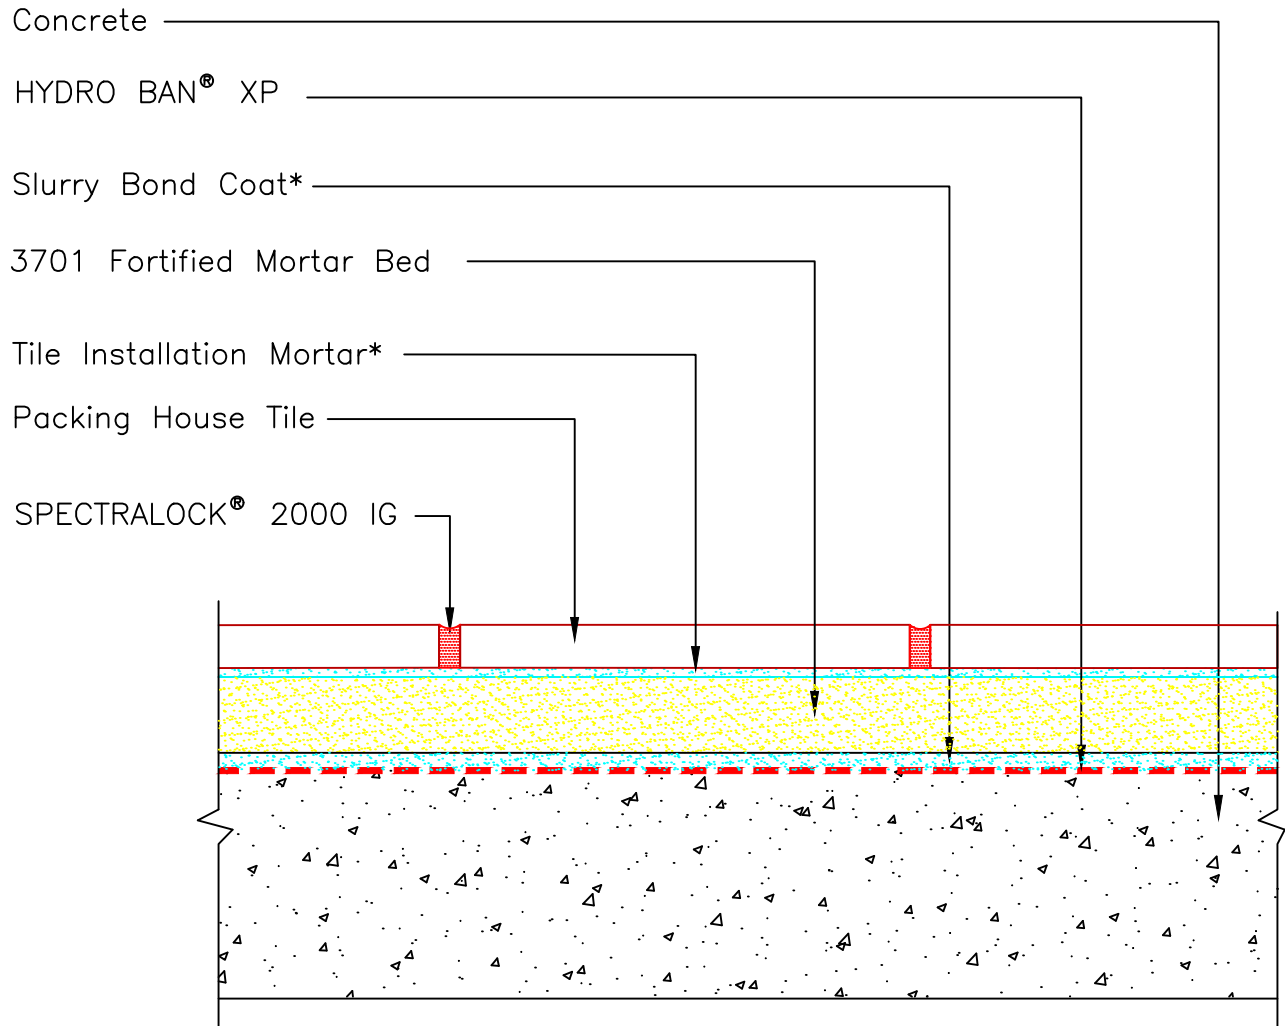 Concrete
HYDRO BAN® XP
Slurry Bond Coat*
3701 Fortified Mortar Bed
Tile Installation Mortar*
Packing House Tile
SPECTRALOCK® 2000 IG